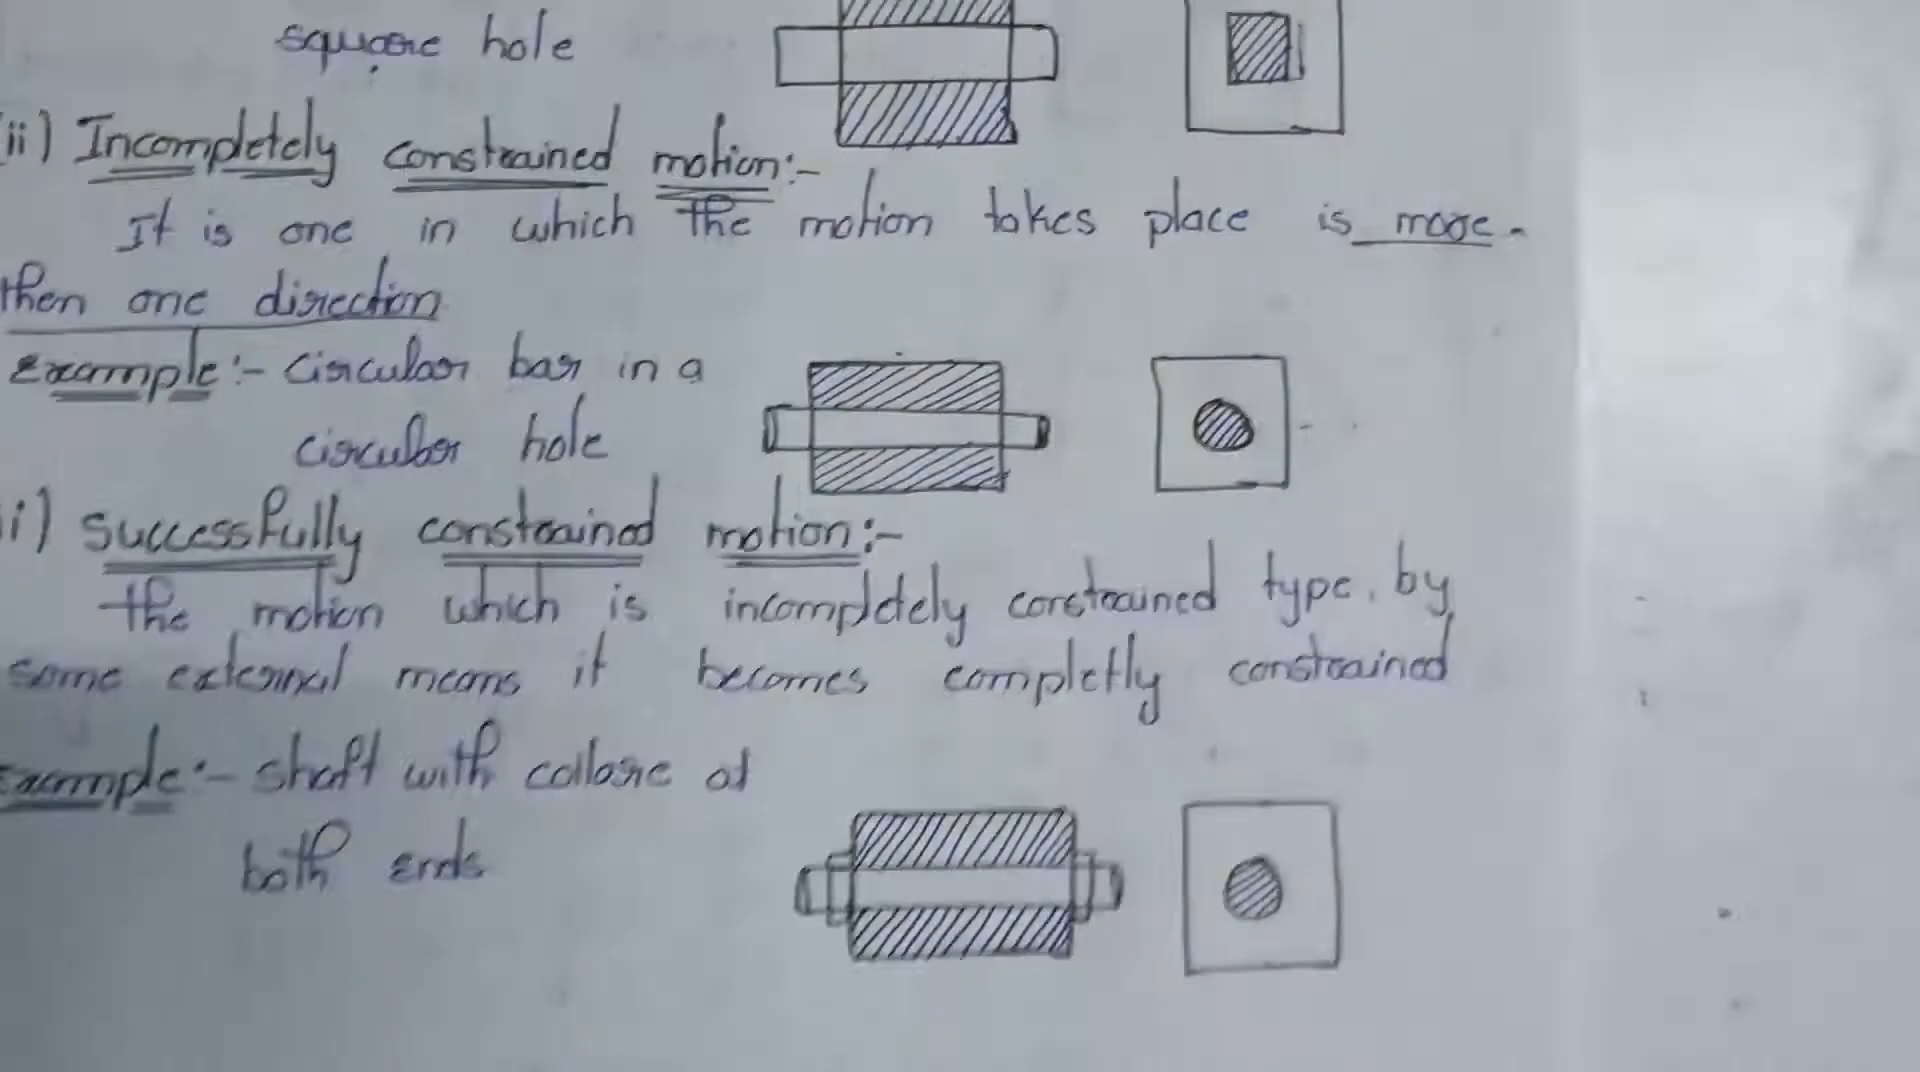 square hole
ii) Incompletely constrained motion:-
It is one in which the motion takes place is more
then one direction
Example:- Circular bar in a
circular hole
i) Successfully constrained motion:-
the motion which is incompletely constrained type, by
some external means it becomes completly constrained
Example:- shaft with collare at
both ends